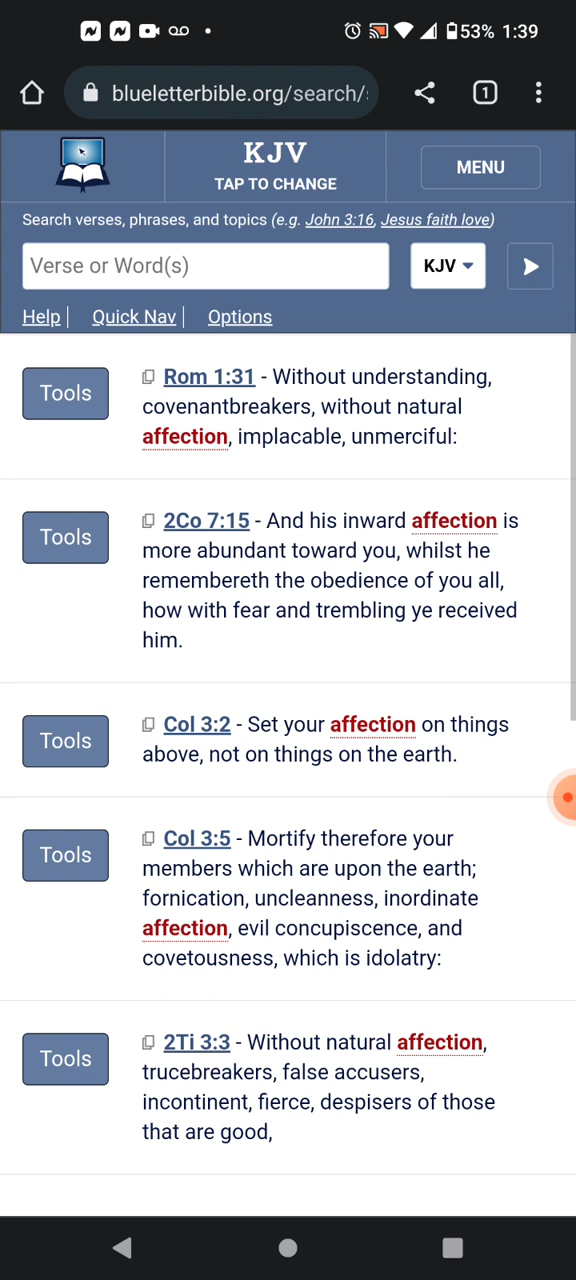 53% 1:39
blueletterbible.org/search/
1
KJV
TAP TO CHANGE
MENU
Search verses, phrases, and topics (e.g. John 3:16, Jesus faith love)
Verse or Word(s)
KJV
Help| Quick Nav| Options
Tools
Rom 1:31 - Without understanding,
covenantbreakers, without natural
affection, implacable, unmerciful:
Tools
2Co 7:15 - And his inward affection is
more abundant toward you, whilst he
remembereth the obedience of you all,
how with fear and trembling ye received
him.
Tools
Col 3:2 - Set your affection on things
above, not on things on the earth.
Tools
Col 3:5 - Mortify therefore your
members which are upon the earth;
fornication, uncleanness, inordinate
affection, evil concupiscence, and
covetousness, which is idolatry:
Tools
2Ti 3:3 - Without natural affection,
trucebreakers, false accusers,
incontinent, fierce, despisers of those
that are good,